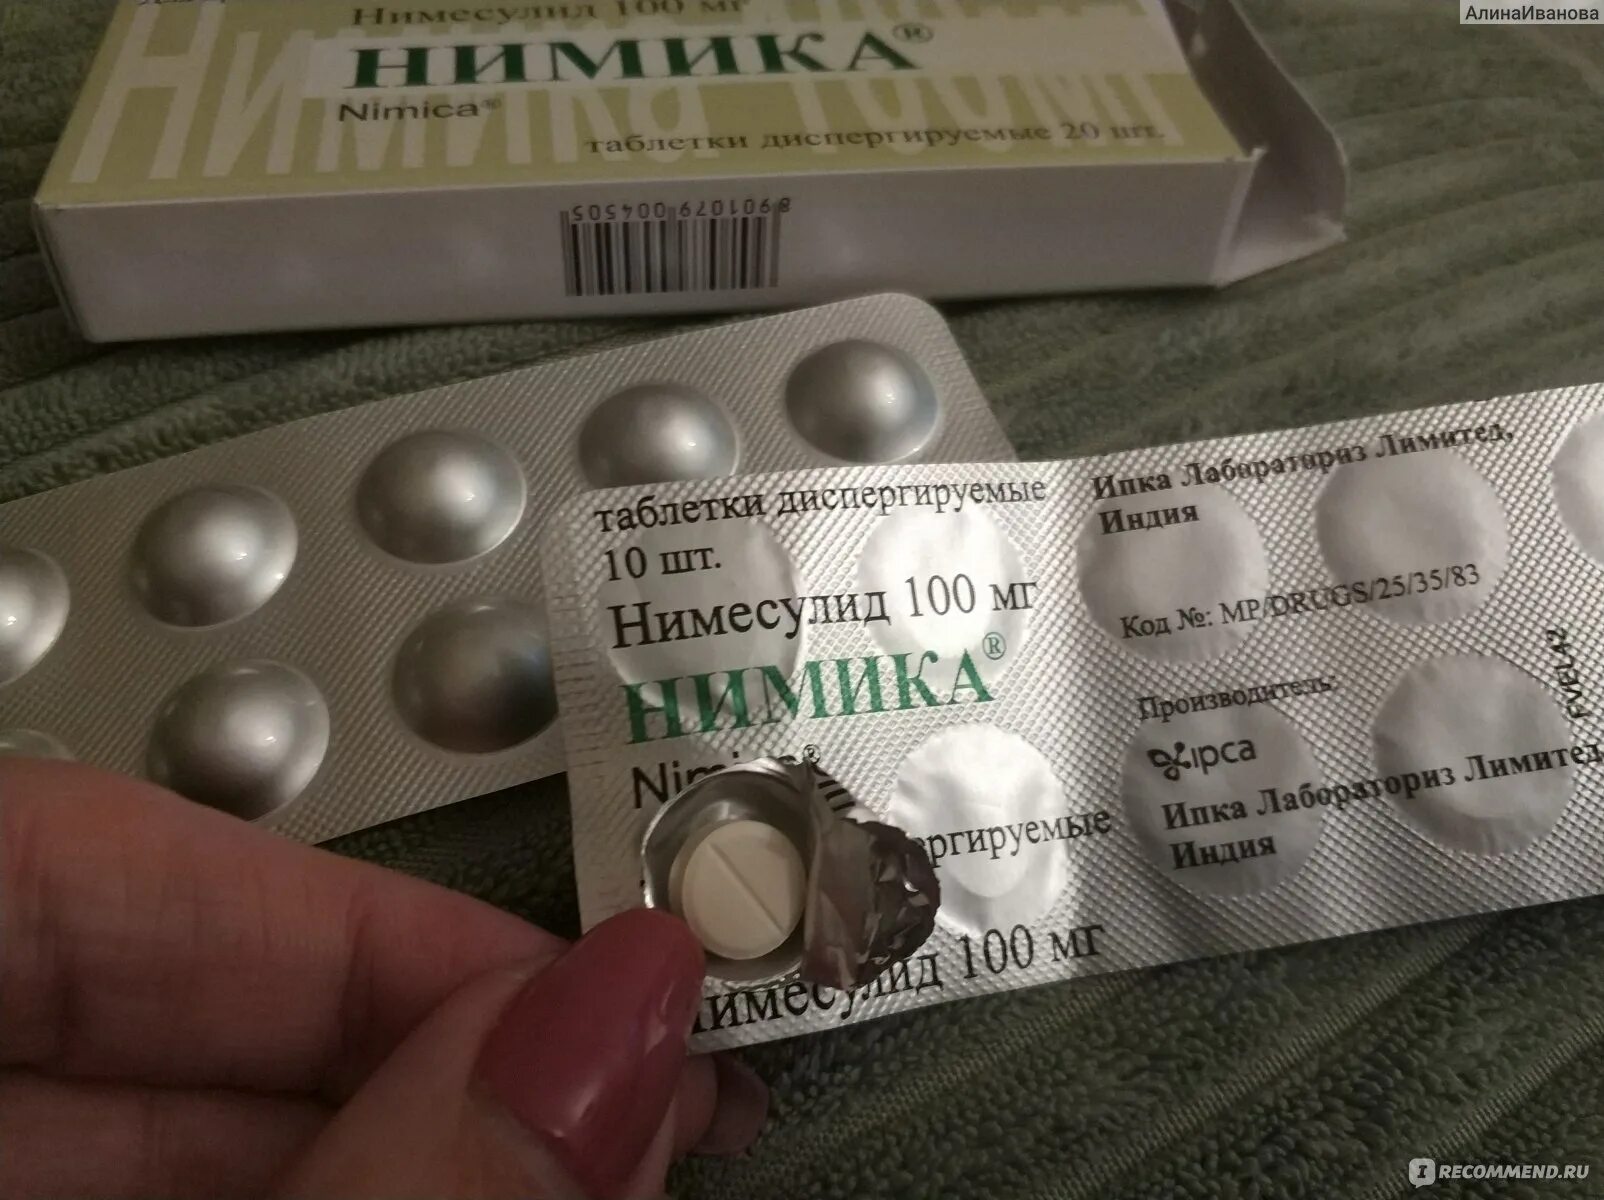 АлинаИванова
Нимесулид 100 мг
НИМИКА®
Nimica®
таблетки диспергируемые 20 шт.
8901079004505
таблетки диспергируемые
10 шт.
Нимесулид 100 мг
НИМИКА®
Ипка Лабораториз Лимитед,
Индия
Код №: MP/DRUGS/25/35/83
Производитель:
ipca
Ипка Лабораториз Лимитед
Индия
100 мг
IRECOMMEND.RU